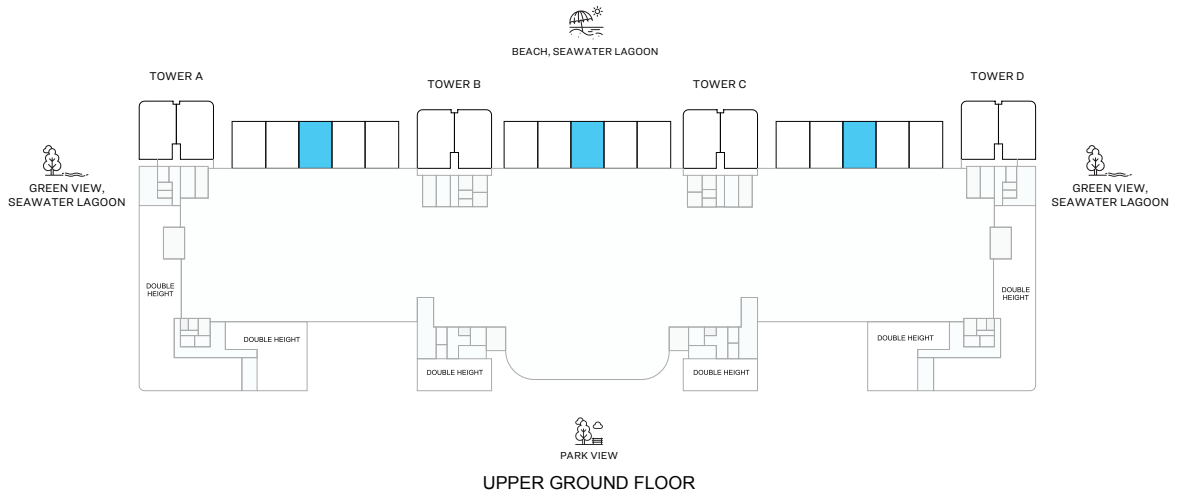 BEACH, SEAWATER LAGOON
TOWER A
TOWER B
TOWER C
TOWER D
GREEN VIEW,
SEAWATER LAGOON
GREEN VIEW,
SEAWATER LAGOON
DOUBLE
HEIGHT
DOUBLE
HEIGHT
DOUBLE HEIGHT
DOUBLE HEIGHT
DOUBLE HEIGHT
DOUBLE HEIGHT
PARK VIEW
UPPER GROUND FLOOR